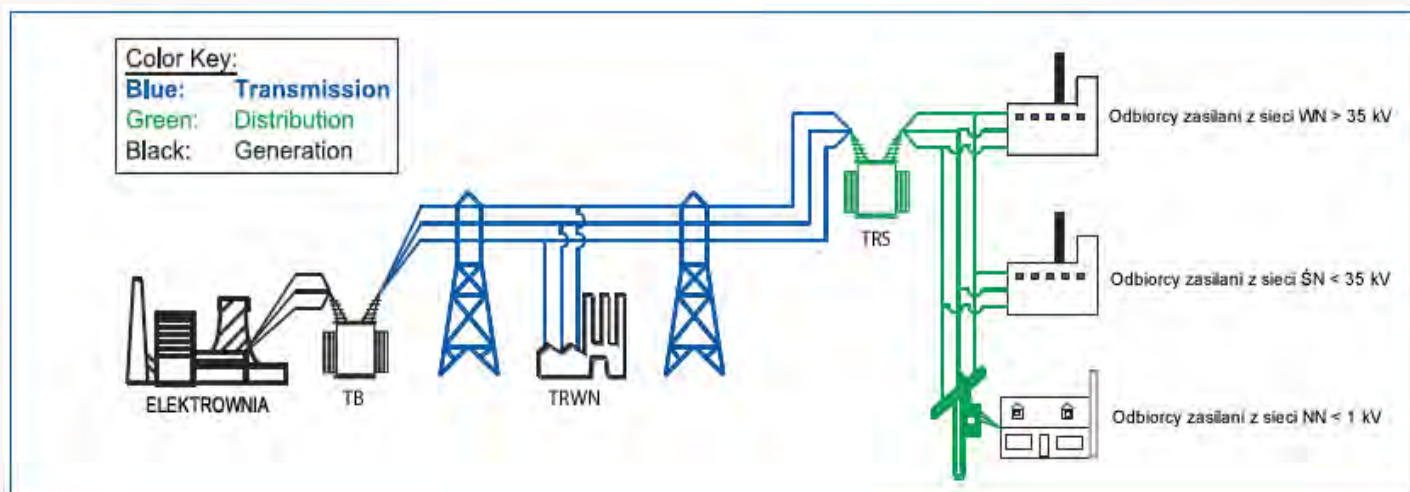 Color Key:
Blue: Transmission
Green: Distribution
Black: Generation
Odbiorcy zasilani z sieci WN > 35 kV
TRS
Odbiorcy zasilani z sieci ŚN < 35 kV
ELEKTROWNIA
TB
TRWN
Odbiorcy zasilani z sieci NN < 1 kV